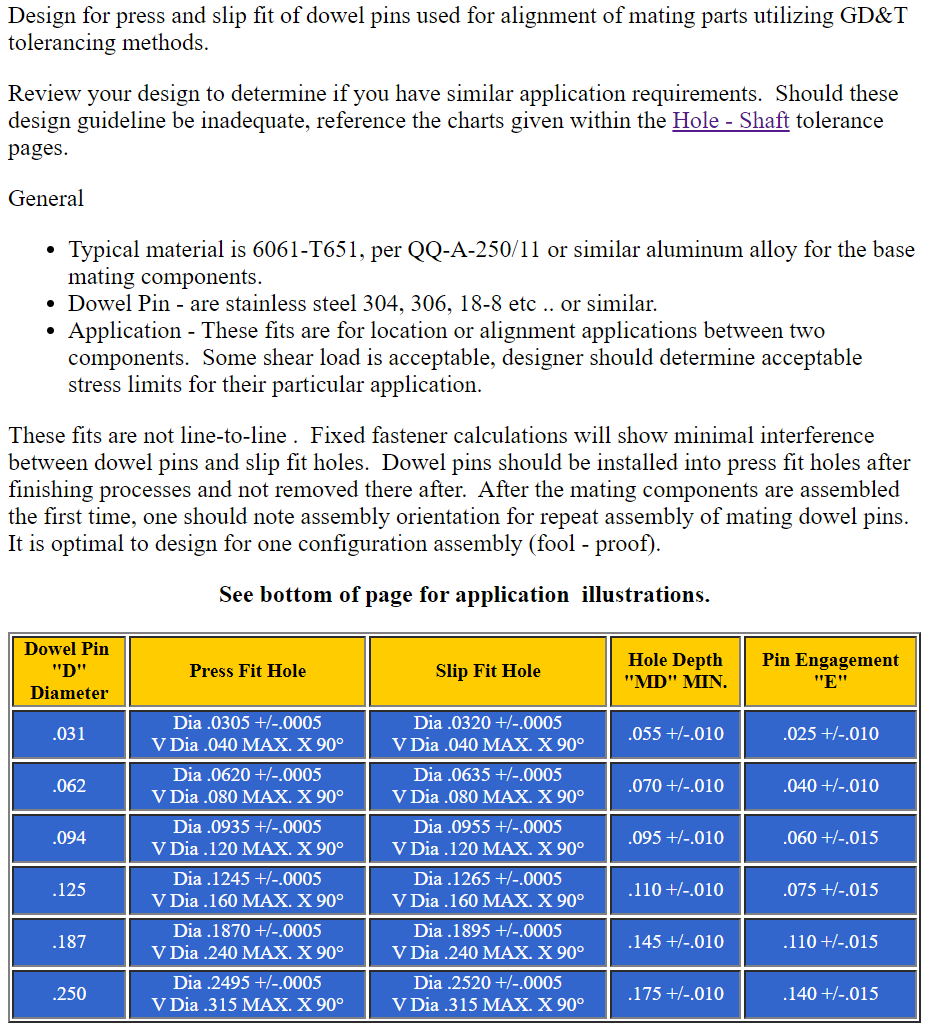 Design for press and slip fit of dowel pins used for alignment of mating parts utilizing GD&T
tolerancing methods.
Review your design to determine if you have similar application requirements.  Should these
design guideline be inadequate, reference the charts given within the Hole - Shaft tolerance
pages.
General
• Typical material is 6061-T651, per QQ-A-250/11 or similar aluminum alloy for the base
mating components.
• Dowel Pin - are stainless steel 304, 306, 18-8 etc .. or similar.
• Application - These fits are for location or alignment applications between two
components.  Some shear load is acceptable, designer should determine acceptable
stress limits for their particular application.
These fits are not line-to-line .  Fixed fastener calculations will show minimal interference
between dowel pins and slip fit holes.  Dowel pins should be installed into press fit holes after
finishing processes and not removed there after.  After the mating components are assembled
the first time, one should note assembly orientation for repeat assembly of mating dowel pins.
It is optimal to design for one configuration assembly (fool - proof).
See bottom of page for application  illustrations.
Dowel Pin
"D"
Diameter
Press Fit Hole
Slip Fit Hole
Hole Depth
"MD" MIN.
Pin Engagement
"E"
.031
Dia .0305 +/-.0005
V Dia .040 MAX. X 90°
Dia .0320 +/-.0005
V Dia .040 MAX. X 90°
.055 +/-.010
.025 +/-.010
.062
Dia .0620 +/-.0005
V Dia .080 MAX. X 90°
Dia .0635 +/-.0005
V Dia .080 MAX. X 90°
.070 +/-.010
.040 +/-.010
.094
Dia .0935 +/-.0005
V Dia .120 MAX. X 90°
Dia .0955 +/-.0005
V Dia .120 MAX. X 90°
.095 +/-.010
.060 +/-.015
.125
Dia .1245 +/-.0005
V Dia .160 MAX. X 90°
Dia .1265 +/-.0005
V Dia .160 MAX. X 90°
.110 +/-.010
.075 +/-.015
.187
Dia .1870 +/-.0005
V Dia .240 MAX. X 90°
Dia .1895 +/-.0005
V Dia .240 MAX. X 90°
.145 +/-.010
.110 +/-.015
.250
Dia .2495 +/-.0005
V Dia .315 MAX. X 90°
Dia .2520 +/-.0005
V Dia .315 MAX. X 90°
.175 +/-.010
.140 +/-.015